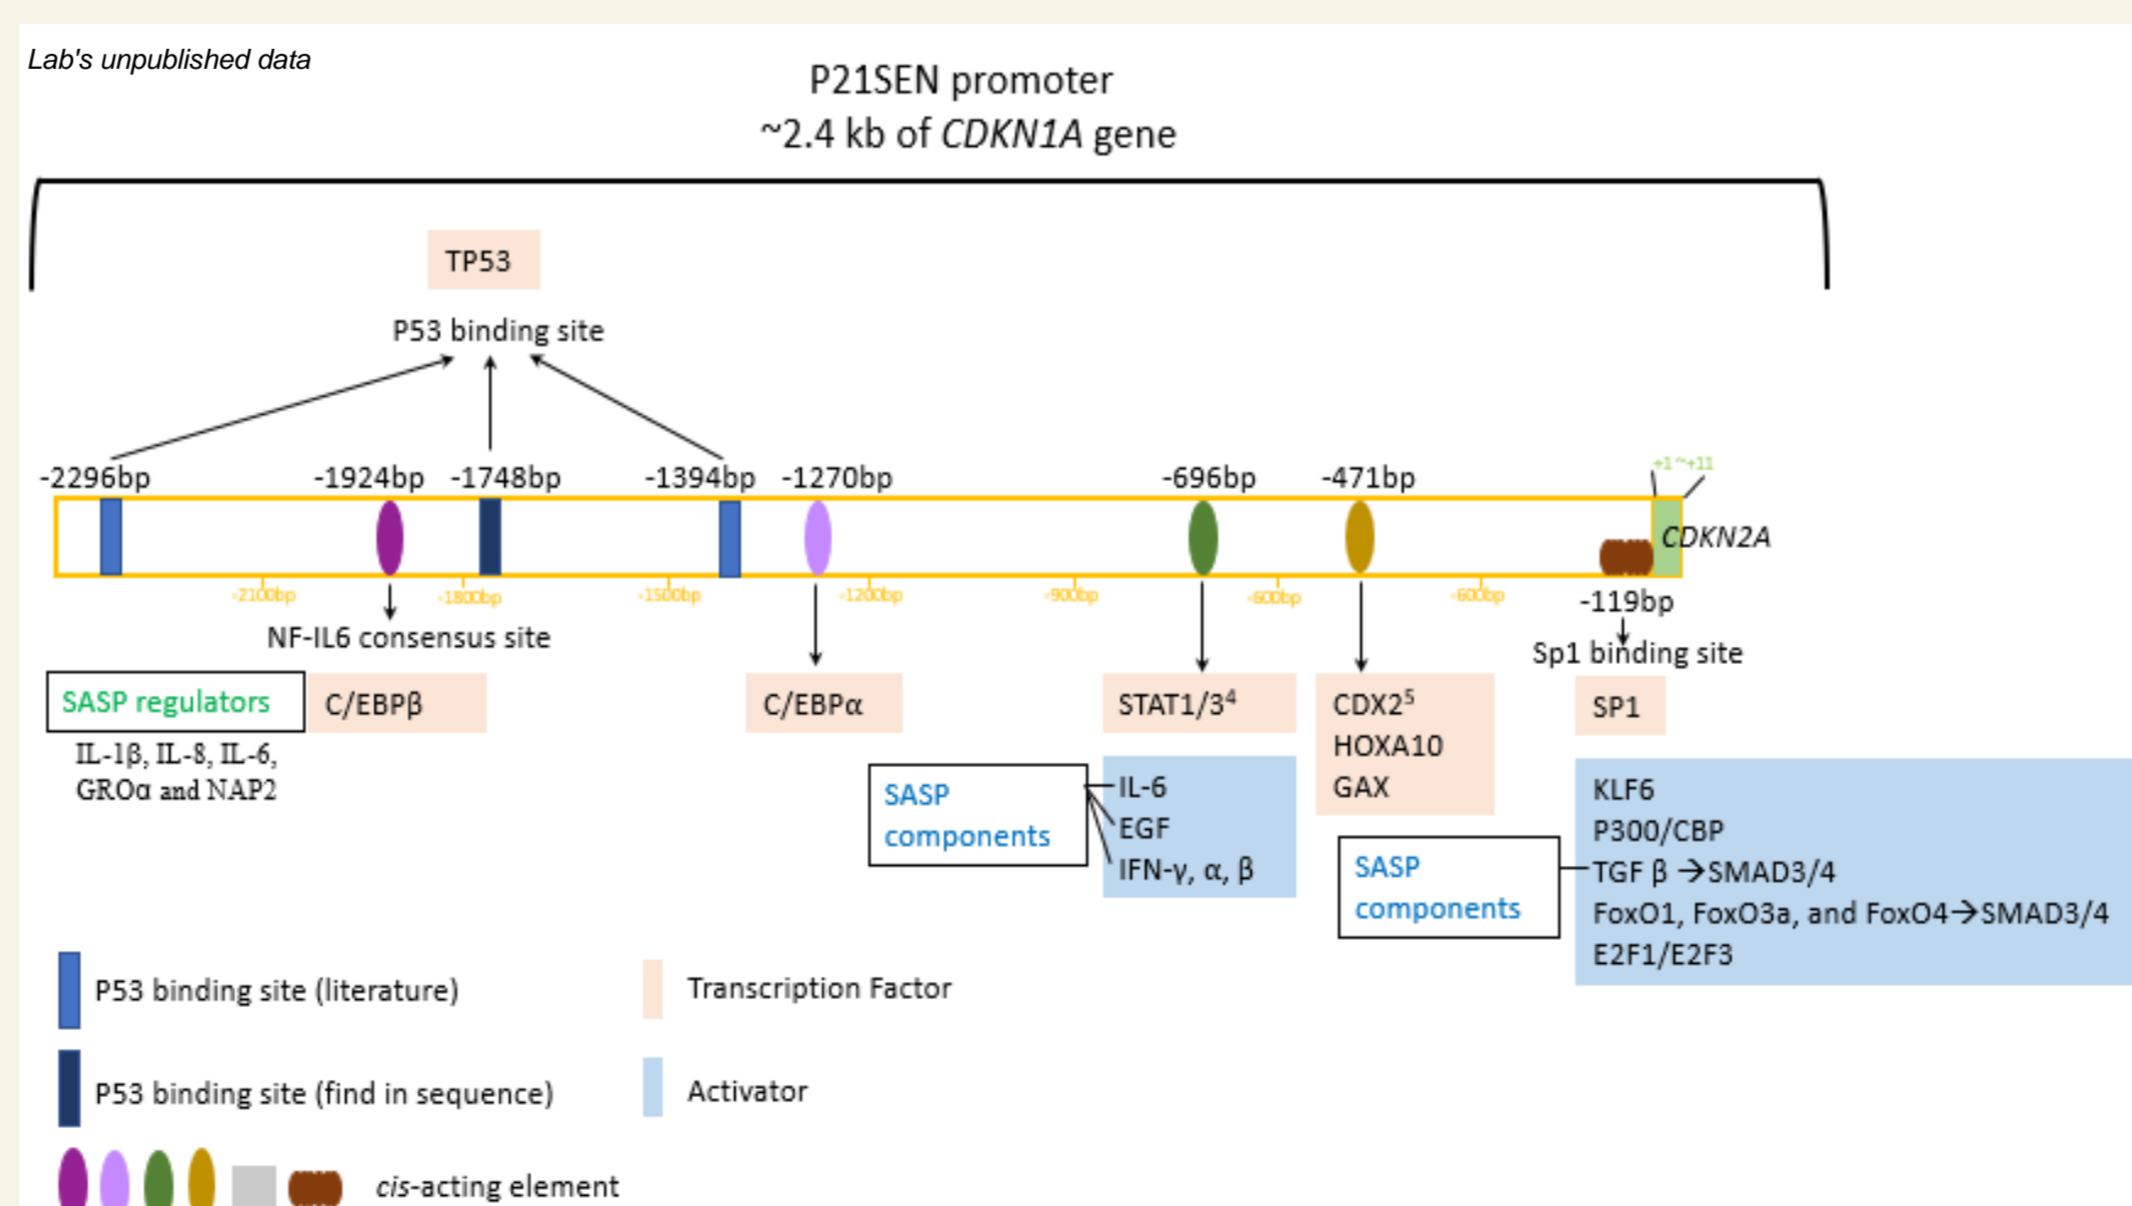 Lab's unpublished data
P21SEN promoter
~2.4 kb of CDKN1A gene
TP53
P53 binding site
-2296bp
-1924bp
-1748bp
-1394bp
-1270bp
-696bp
-471bp
+1~+11
CDKN2A
-2100bp
-1800bp
-1500bp
-1200bp
-900bp
-600bp
-600bp
-119bp
NF-IL6 consensus site
Sp1 binding site
SASP regulators
C/EBPβ
C/EBPα
STAT1/3⁴
CDX2⁵
HOXA10
GAX
SP1
IL-1β, IL-8, IL-6,
GROα and NAP2
SASP
components
IL-6
EGF
IFN-γ, α, β
SASP
components
KLF6
P300/CBP
TGF β →SMAD3/4
FoxO1, FoxO3a, and FoxO4→SMAD3/4
E2F1/E2F3
P53 binding site (literature)
Transcription Factor
P53 binding site (find in sequence)
Activator
cis-acting element